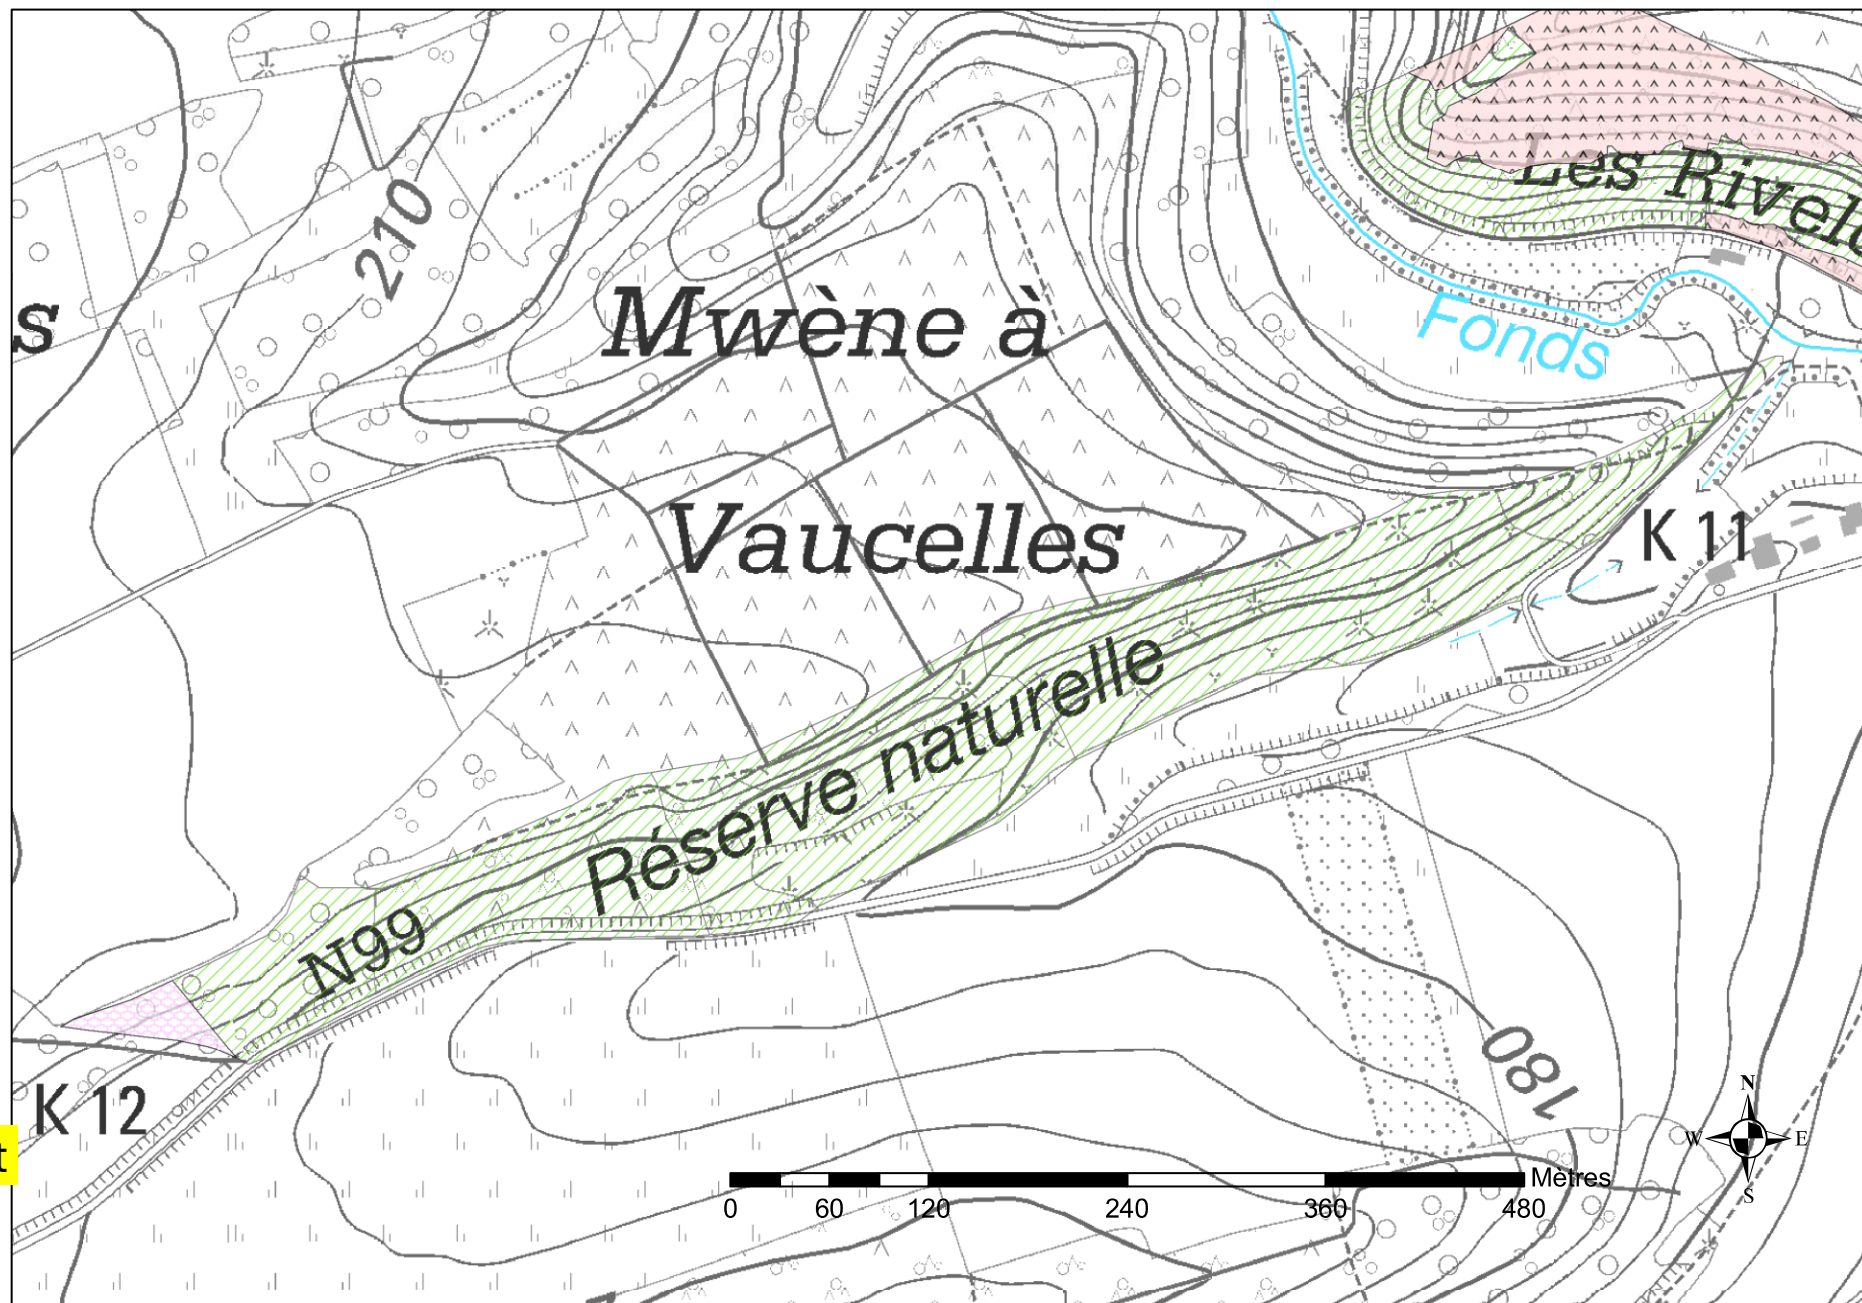 Les Rivel
210
s
Mwène à
Fonds
Vaucelles
K 11
Réserve naturelle
N99
180
K 12
t
N
W E
S
Mètres
0 60 120 240 360 480